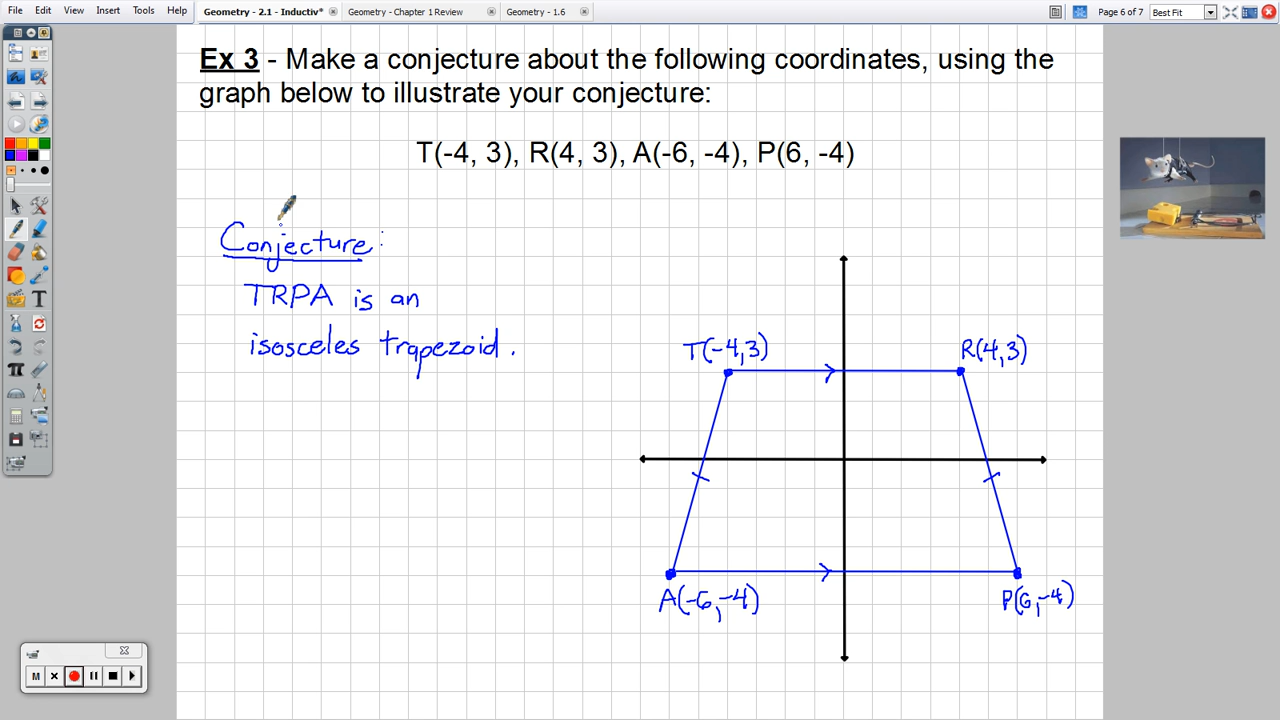 File Edit View Insert Tools Help
Geometry - 2.1 - Inductiv* Geometry - Chapter 1 Review Geometry - 1.6
Page 6 of 7 Best Fit
Ex 3 - Make a conjecture about the following coordinates, using the
graph below to illustrate your conjecture:
T(-4, 3), R(4, 3), A(-6, -4), P(6, -4)
Conjecture:
TRPA is an
isosceles trapezoid.
T(-4,3)
R(4,3)
A(-6,-4)
P(6,-4)
M